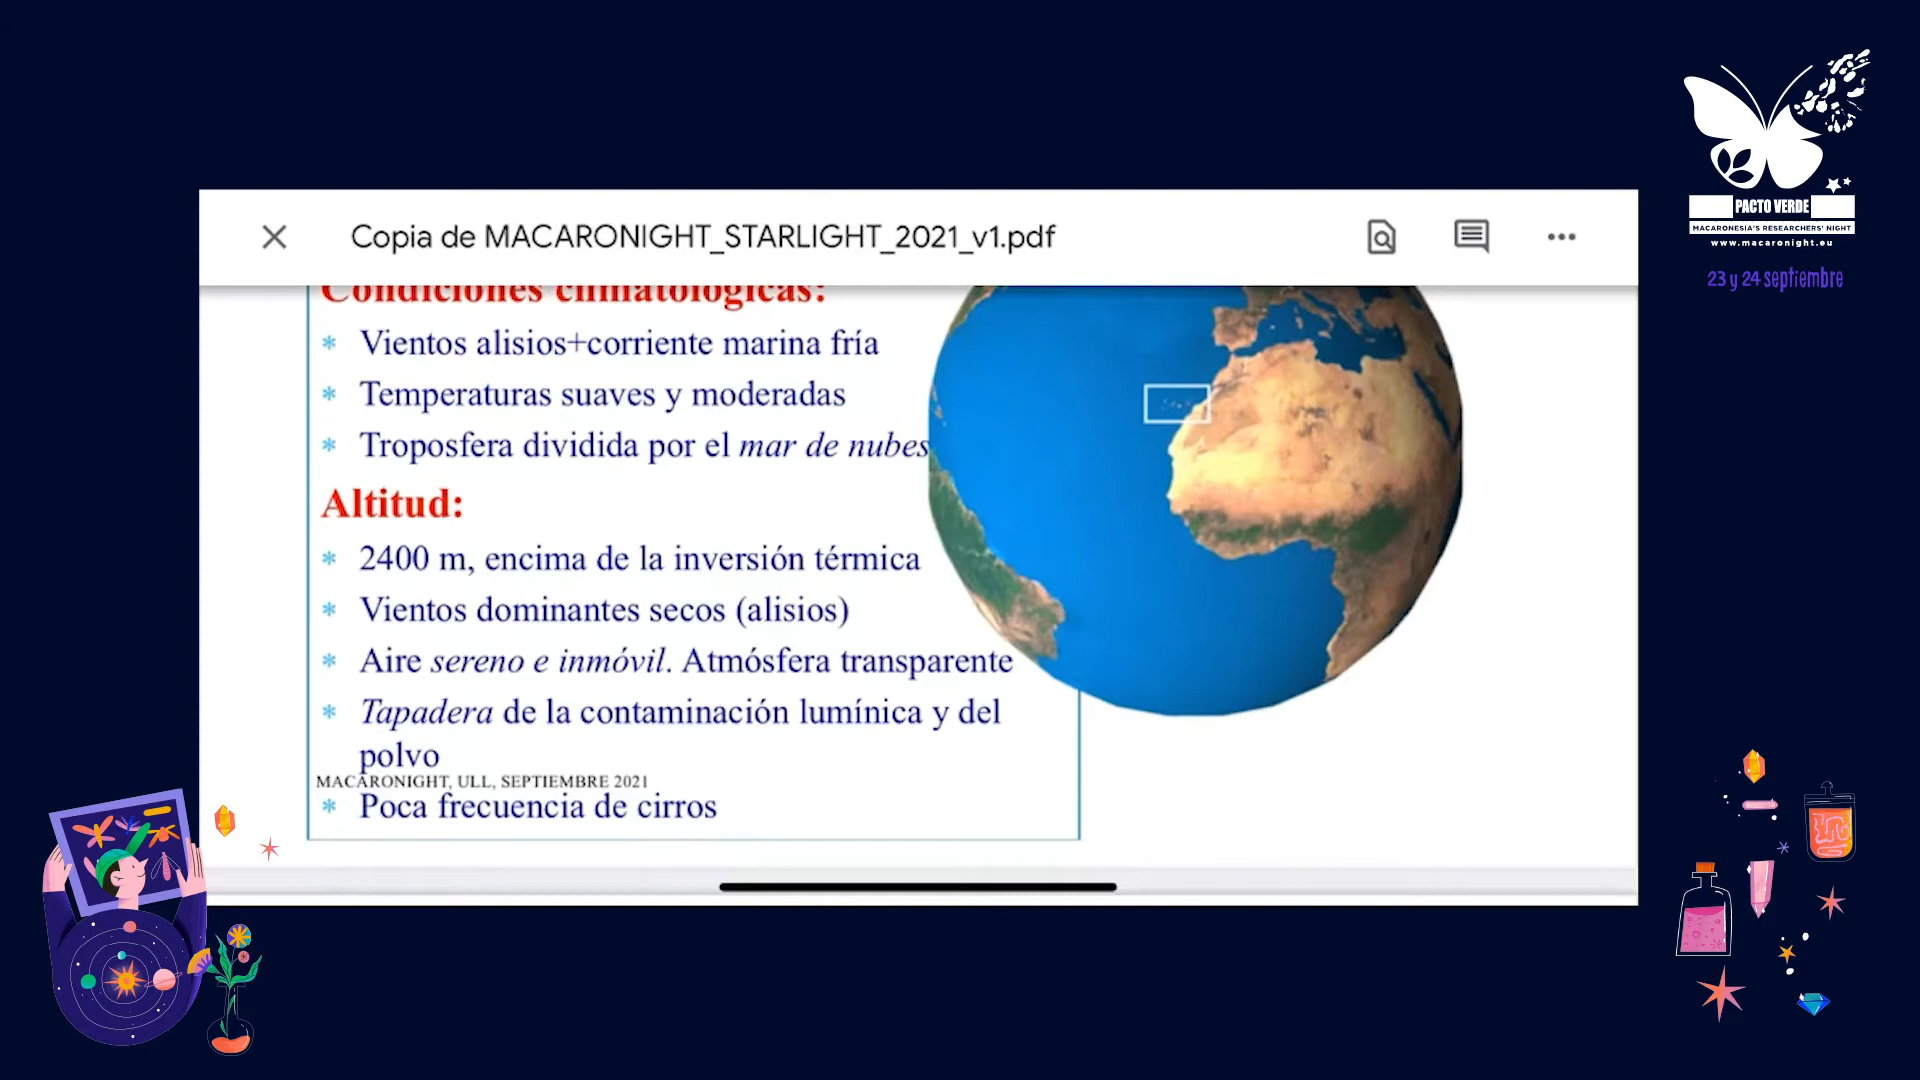 PACTO VERDE
MACARONESIA'S RESEARCHERS' NIGHT
www.macaronight.eu
23 y 24 septiembre
Copia de MACARONIGHT_STARLIGHT_2021_v1.pdf
Condiciones climatológicas:
* Vientos alisios+corriente marina fría
* Temperaturas suaves y moderadas
* Troposfera dividida por el mar de nubes
Altitud:
* 2400 m, encima de la inversión térmica
* Vientos dominantes secos (alisios)
* Aire sereno e inmóvil. Atmósfera transparente
* Tapadera de la contaminación lumínica y del
polvo
MACARONIGHT, ULL, SEPTIEMBRE 2021
* Poca frecuencia de cirros